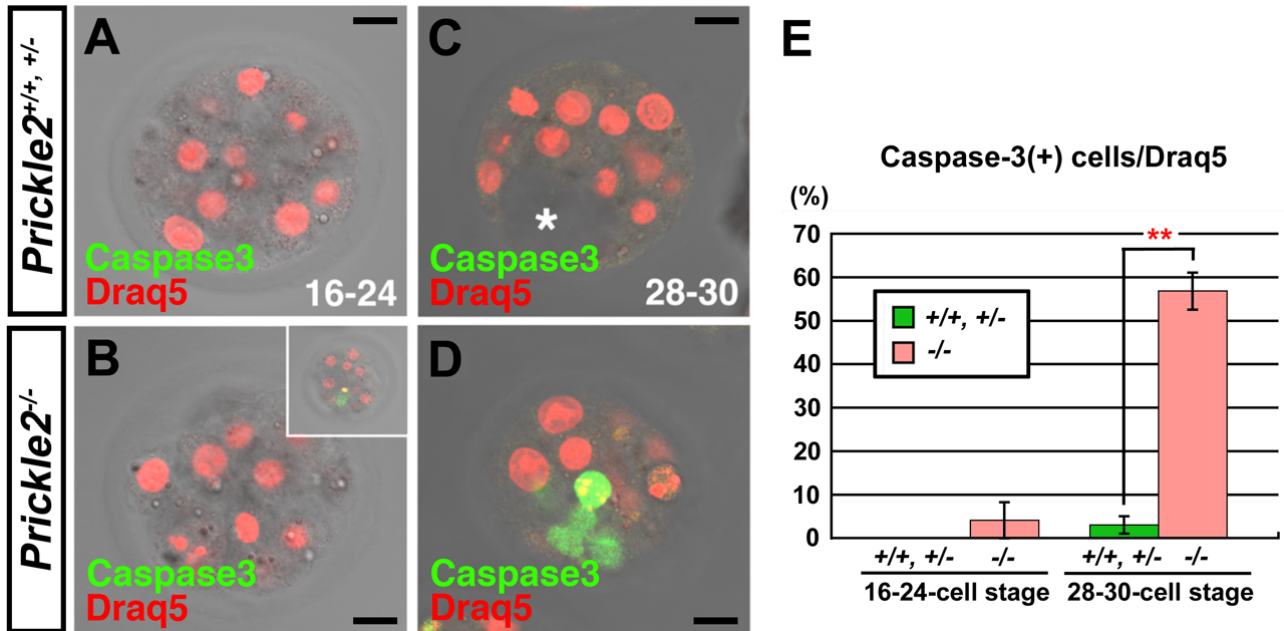 Prickle2+/+, +/-
A
Caspase3
Draq5
16-24
C
*
Caspase3
Draq5
28-30
Prickle2-/-
B
Caspase3
Draq5
D
Caspase3
Draq5
E
Caspase-3(+) cells/Draq5
(%)
70
60
50
40
30
20
10
0
**
+/+, +/-
-/-
+/+, +/- -/- +/+, +/- -/-
16-24-cell stage 28-30-cell stage